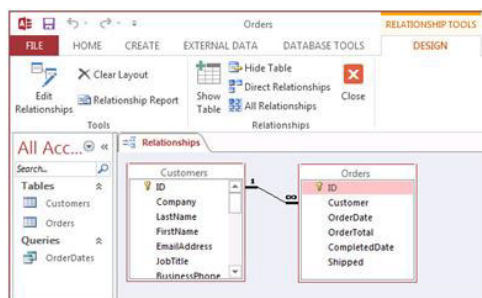 Orders
RELATIONSHIP TOOLS
FILE HOME CREATE EXTERNAL DATA DATABASE TOOLS DESIGN
Edit Relationships
Clear Layout
Relationship Report
Tools
Show Table
Hide Table
Direct Relationships
All Relationships
Close
Relationships
All Acc...
Search...
Tables
Customers
Orders
Queries
OrderDates
Relationships
Customers
ID
Company
LastName
FirstName
EmailAddress
JobTitle
BusinessPhone
1
∞
Orders
ID
Customer
OrderDate
OrderTotal
CompletedDate
Shipped